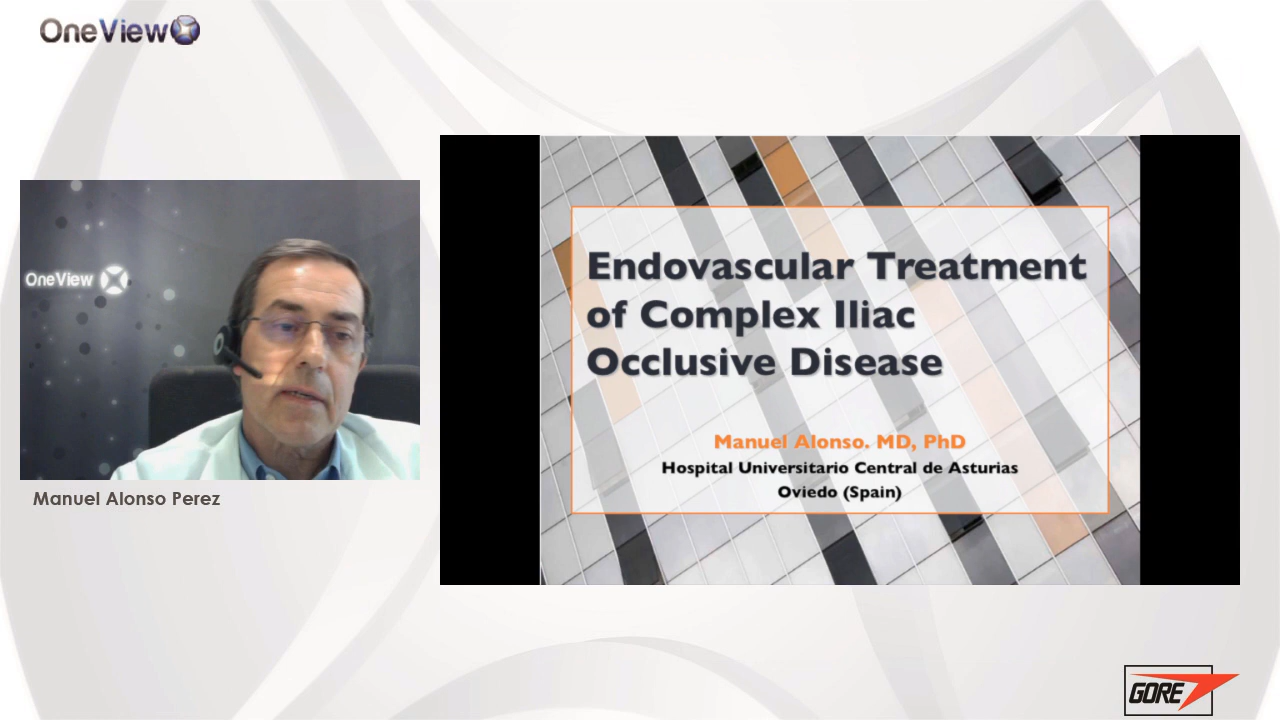 OneView
OneView
Manuel Alonso Perez
Endovascular Treatment
of Complex Iliac
Occlusive Disease
Manuel Alonso. MD, PhD
Hospital Universitario Central de Asturias
Oviedo (Spain)
GORE